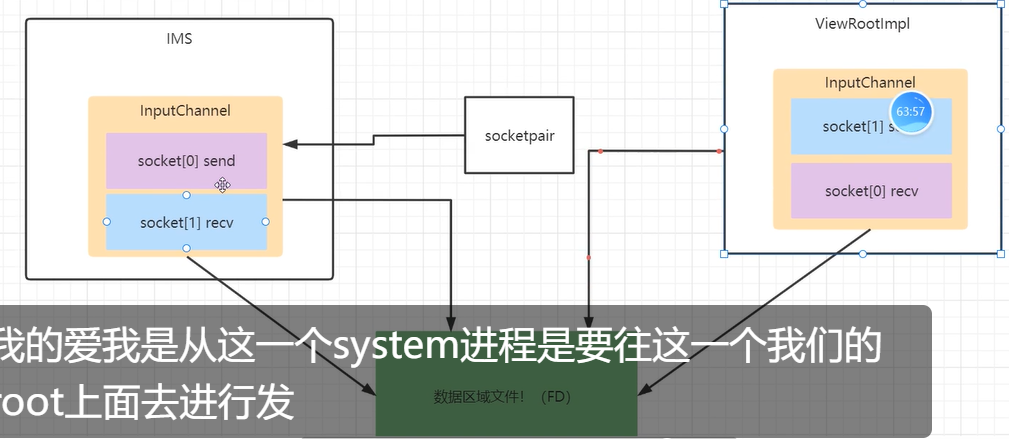 IMS
ViewRootImpl
InputChannel
InputChannel
socket[0] send
socket[1] s
63:57
socketpair
socket[1] recv
socket[0] recv
我的爱我是从这一个system进程是要往这一个我们的
root上面去进行发
数据区域文件！（FD）